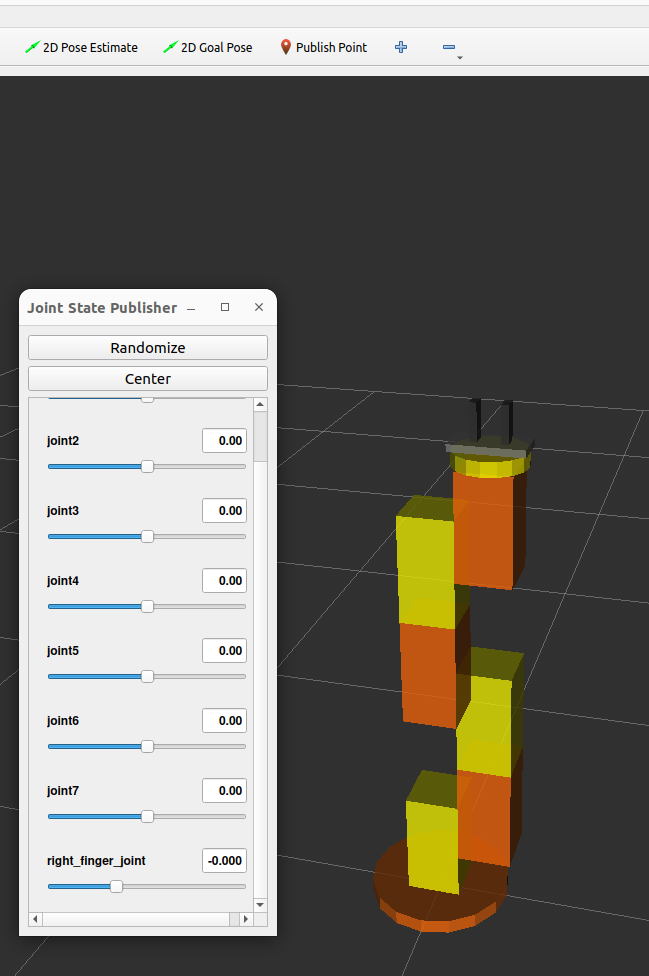 2D Pose Estimate 2D Goal Pose Publish Point
Joint State Publisher
Randomize
Center
joint2 0.00
joint3 0.00
joint4 0.00
joint5 0.00
joint6 0.00
joint7 0.00
right_finger_joint -0.000